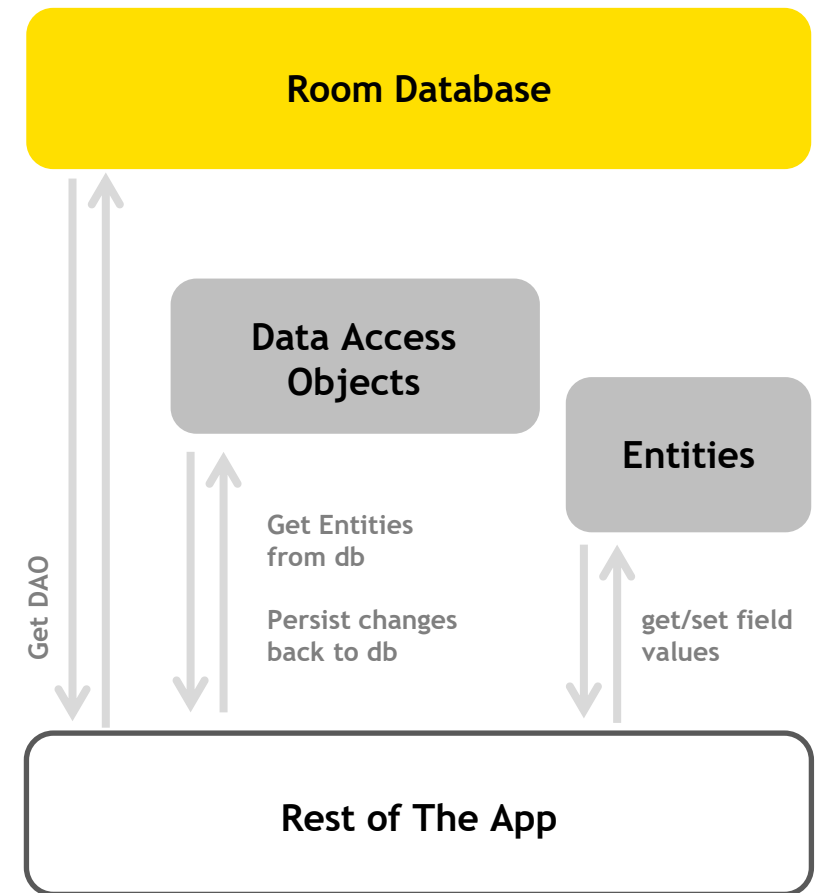 Room Database
Data Access
Objects
Entities
Get DAO
Get Entities
from db
Persist changes
back to db
get/set field
values
Rest of The App